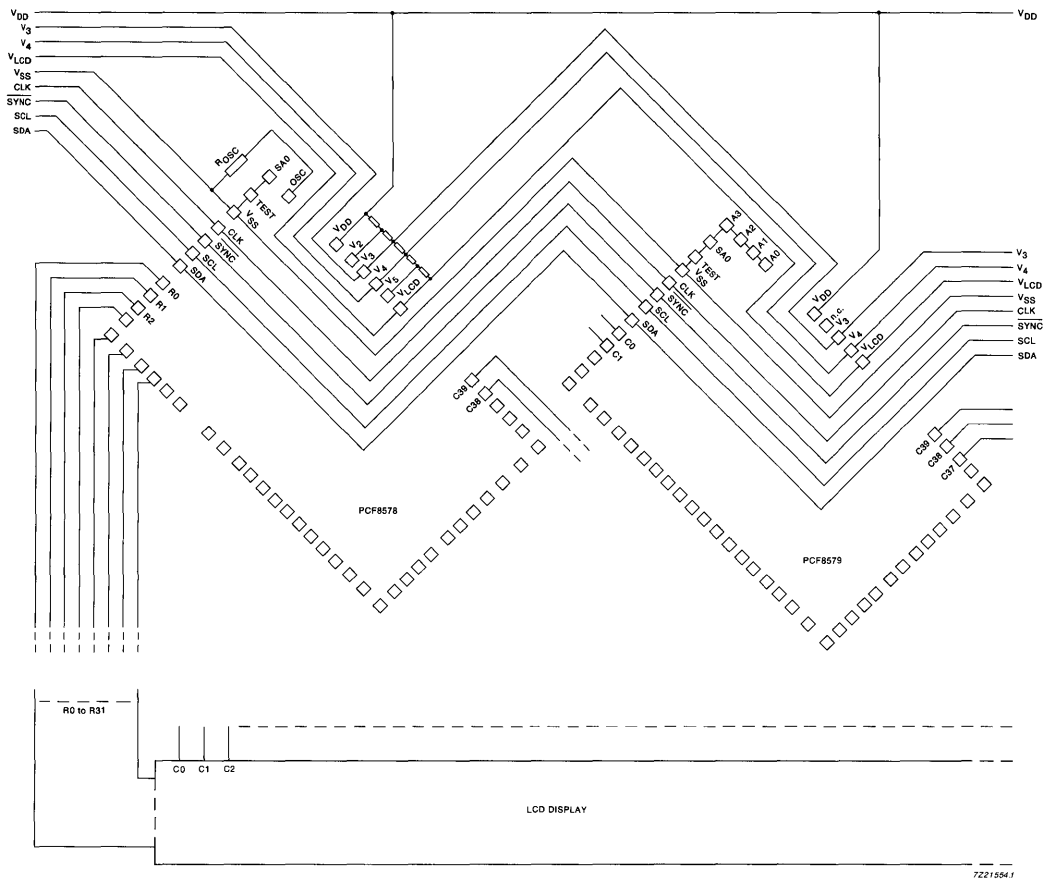 VDD
V3
V4
VLCD
VSS
CLK
SYNC
SCL
SDA
VDD
ROSC
SA0
OSC
TEST
VSS
CLK
SYNC
SCL
SDA
R0
R1
R2
VDD
V2
V3
V4
V5
VLCD
A3
A2
A1
A0
SA0
TEST
VSS
CLK
SYNC
SCL
SDA
C0
C1
VDD
n.c.
V3
V4
VLCD
V3
V4
VLCD
VSS
CLK
SYNC
SCL
SDA
C39
C38
C39
C38
C37
PCF8578
PCF8579
R0 to R31
C0 C1 C2
LCD DISPLAY
7Z21554.1